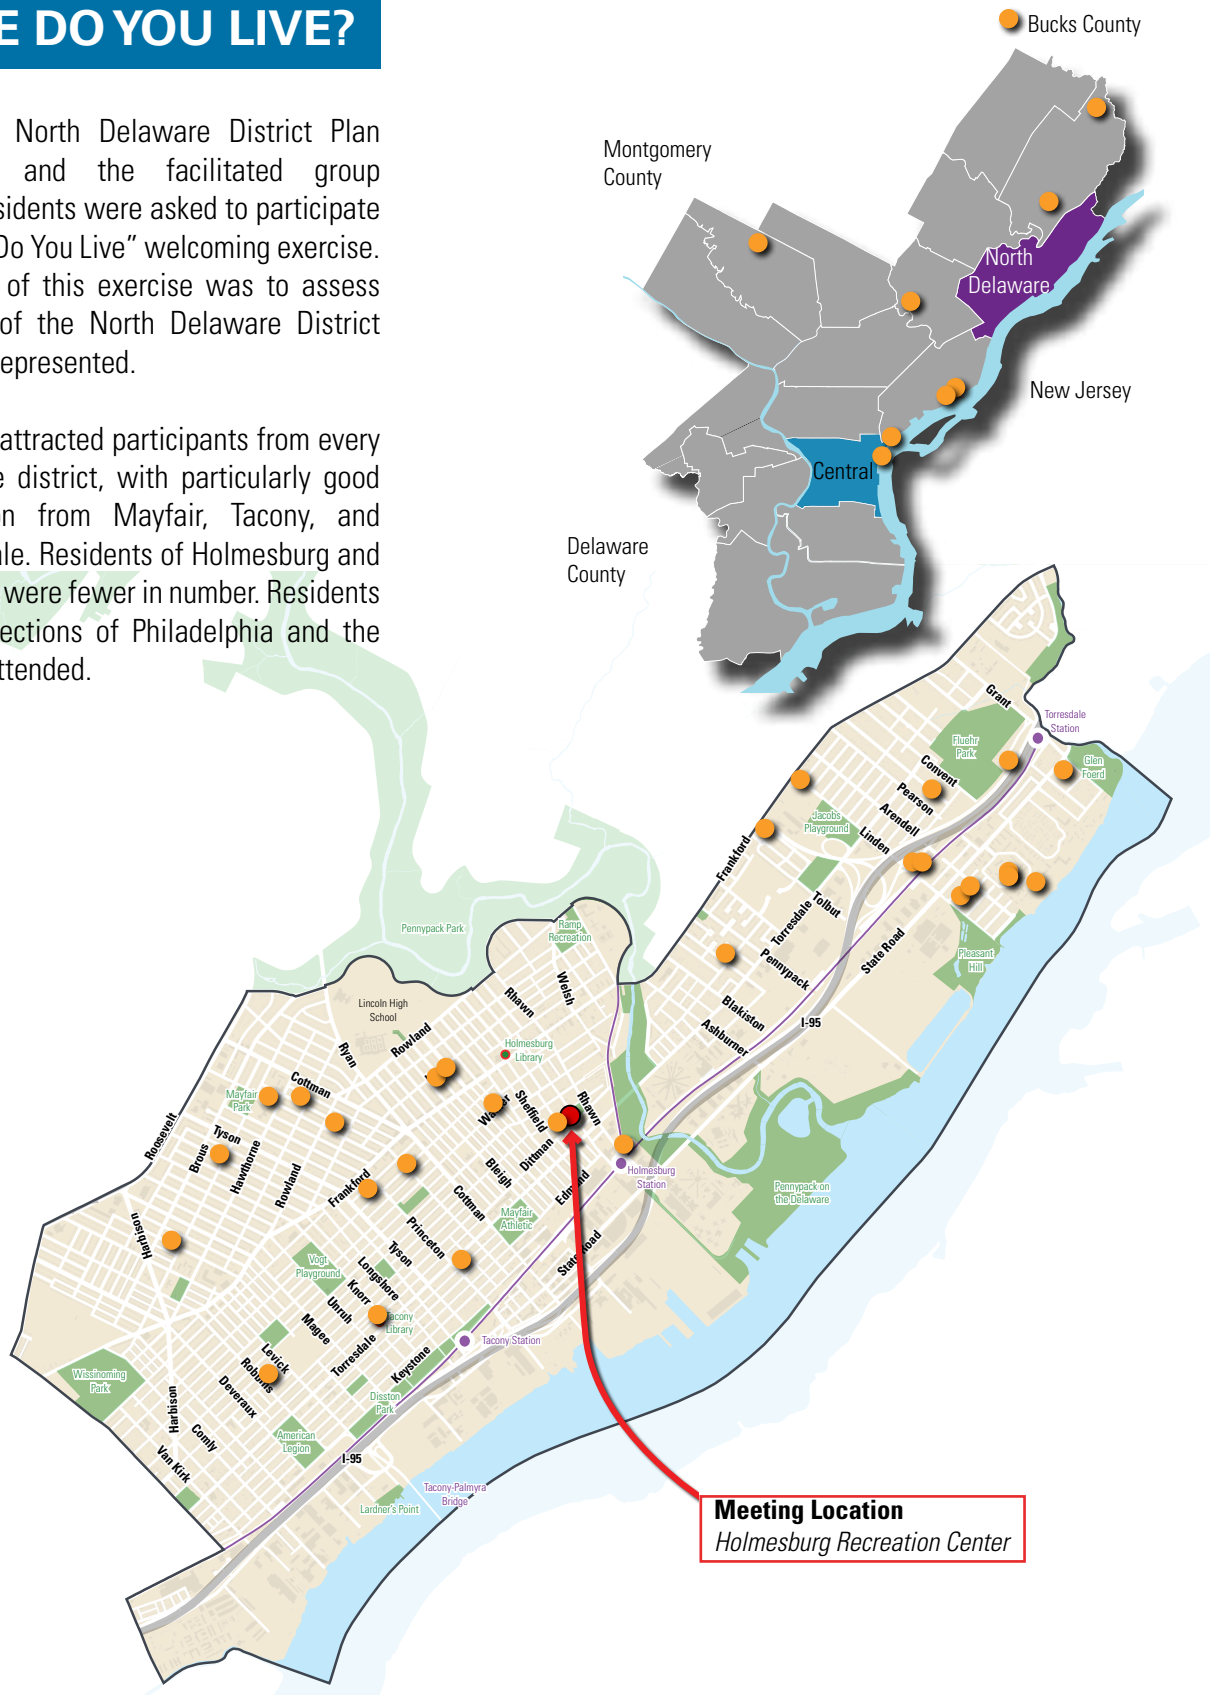 E DO YOU LIVE?
North Delaware District Plan
and the facilitated group
sidents were asked to participate
Do You Live” welcoming exercise.
of this exercise was to assess
of the North Delaware District
epresented.
attracted participants from every
e district, with particularly good
on from Mayfair, Tacony, and
ale. Residents of Holmesburg and
were fewer in number. Residents
ections of Philadelphia and the
ttended.
Bucks County
Montgomery
County
North
Delaware
New Jersey
Central
Delaware
County
Grant
Torresdale
Station
Fluehr
Park
Glen
Foerd
Convent
Pearson
Arendell
Linden
Jacobs
Playground
Frankford
Tolbut
Torresdale
Pennypack
State Road
Pleasant
Hill
Pennypack Park
Ramp
Recreation
Welsh
Rhawn
Lincoln High
School
Rowland
Ryan
Blakiston
Ashburner
I-95
Holmesburg
Library
Cottman
Mayfair
Park
Sheffield
Rhawn
Roosevelt
Tyson
Brous
Hawthorne
Rowland
Frankford
Dittman
Bleigh
Edmund
Cottman
Holmesburg
Station
Pennypack on
the Delaware
Mayfair
Athletic
Harbison
Princeton
Tyson
State Road
Vogt
Playground
Longshore
Knorr
Unruh
Magee
Tacony
Library
Torresdale
Tacony Station
Keystone
Levick
Robbins
Wissinoming
Park
Deveraux
Disston
Park
Harbison
Comly
American
Legion
Van Kirk
I-95
Tacony-Palmyra
Bridge
Lardner's Point
Meeting Location
Holmesburg Recreation Center